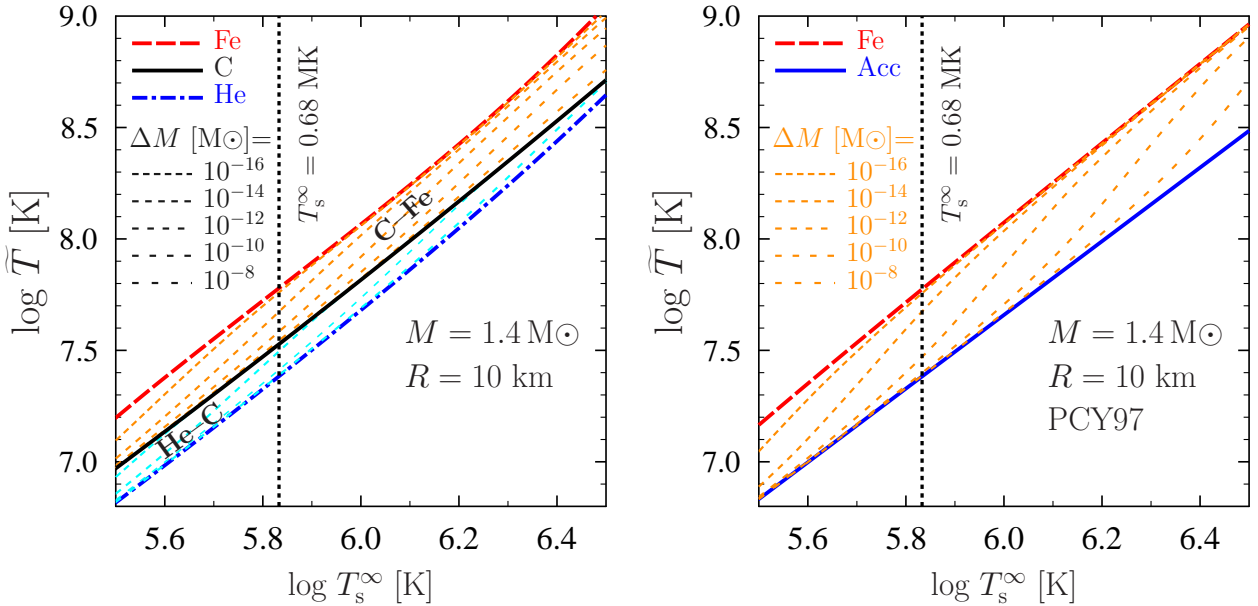 9.0
8.5
8.0
7.5
7.0
log T̃ [K]
Fe
C
He
ΔM [M⊙]=
10⁻¹⁶
10⁻¹⁴
10⁻¹²
10⁻¹⁰
10⁻⁸
Tₛ^∞ = 0.68 MK
C–Fe
He–C
M = 1.4 M⊙
R = 10 km
5.6 5.8 6.0 6.2 6.4
log Tₛ^∞ [K]
9.0
8.5
8.0
7.5
7.0
log T̃ [K]
Fe
Acc
ΔM [M⊙]=
10⁻¹⁶
10⁻¹⁴
10⁻¹²
10⁻¹⁰
10⁻⁸
Tₛ^∞ = 0.68 MK
M = 1.4 M⊙
R = 10 km
PCY97
5.6 5.8 6.0 6.2 6.4
log Tₛ^∞ [K]